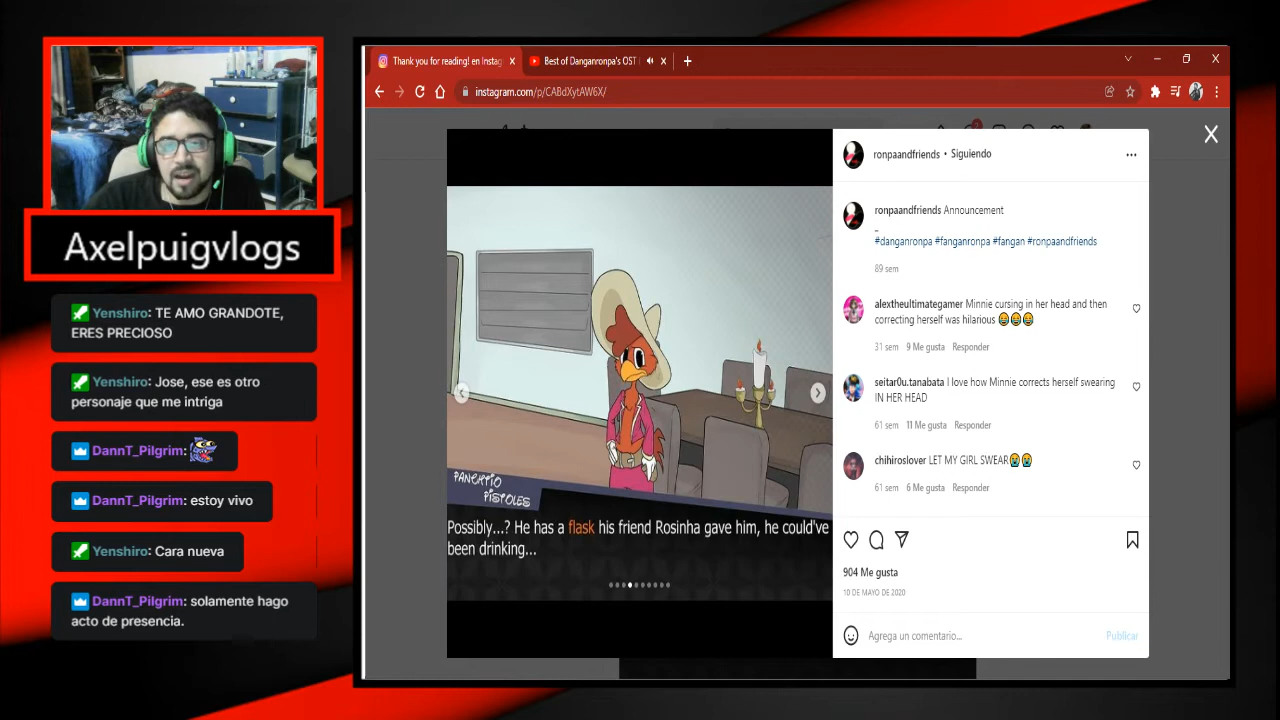 Axelpuigvlogs
Yenshiro: TE AMO GRANDOTE,
ERES PRECIOSO
Yenshiro: Jose, ese es otro
personaje que me intriga
DannT_Pilgrim:
DannT_Pilgrim: estoy vivo
Yenshiro: Cara nueva
DannT_Pilgrim: solamente hago
acto de presencia.
Thank you for reading! en Instag
Best of Danganronpa's OST
instagram.com/p/CABdXytAW6X/
PANCHITO
PISTOLES
Possibly...? He has a flask his friend Rosinha gave him, he could've
been drinking...
ronpaandfriends • Siguiendo
ronpaandfriends Announcement
_
#danganronpa #fanganronpa #fangan #ronpaandfriends
89 sem
alextheultimategamer Minnie cursing in her head and then
correcting herself was hilarious 😂😂😂
31 sem 9 Me gusta Responder
seitar0u.tanabata I love how Minnie corrects herself swearing
IN HER HEAD
61 sem 11 Me gusta Responder
chihiroslover LET MY GIRL SWEAR😭😭
61 sem 6 Me gusta Responder
904 Me gusta
10 DE MAYO DE 2020
Agrega un comentario...
Publicar